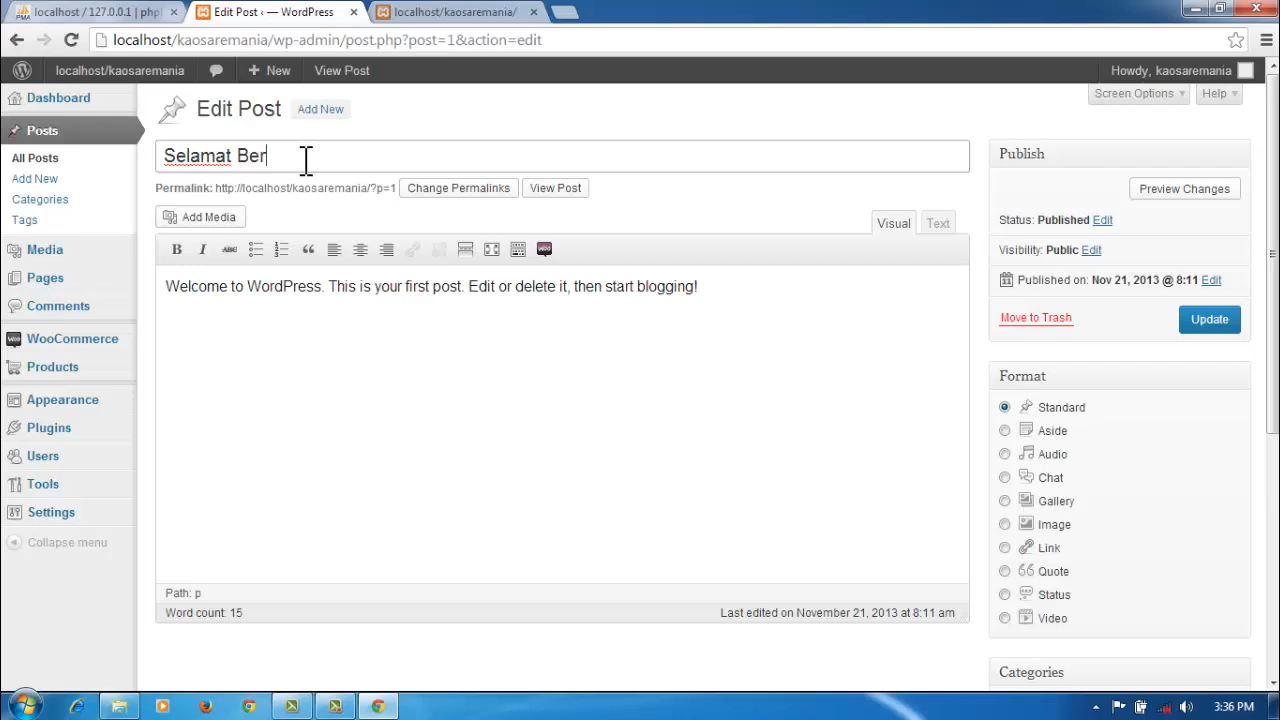 localhost / 127.0.0.1 | phpl
Edit Post ‹ — WordPress
localhost/kaosaremania/
localhost/kaosaremania/wp-admin/post.php?post=1&action=edit
localhost/kaosaremania
New
View Post
Howdy, kaosaremania
Dashboard
Posts
All Posts
Add New
Categories
Tags
Media
Pages
Comments
WooCommerce
Products
Appearance
Plugins
Users
Tools
Settings
Collapse menu
Edit Post
Add New
Screen Options
Help
Selamat Ber
Permalink: http://localhost/kaosaremania/?p=1
Change Permalinks
View Post
Add Media
Visual
Text
B I ABC
Welcome to WordPress. This is your first post. Edit or delete it, then start blogging!
Path: p
Word count: 15
Last edited on November 21, 2013 at 8:11 am
Publish
Preview Changes
Status: Published Edit
Visibility: Public Edit
Published on: Nov 21, 2013 @ 8:11 Edit
Move to Trash
Update
Format
Standard
Aside
Audio
Chat
Gallery
Image
Link
Quote
Status
Video
Categories
3:36 PM